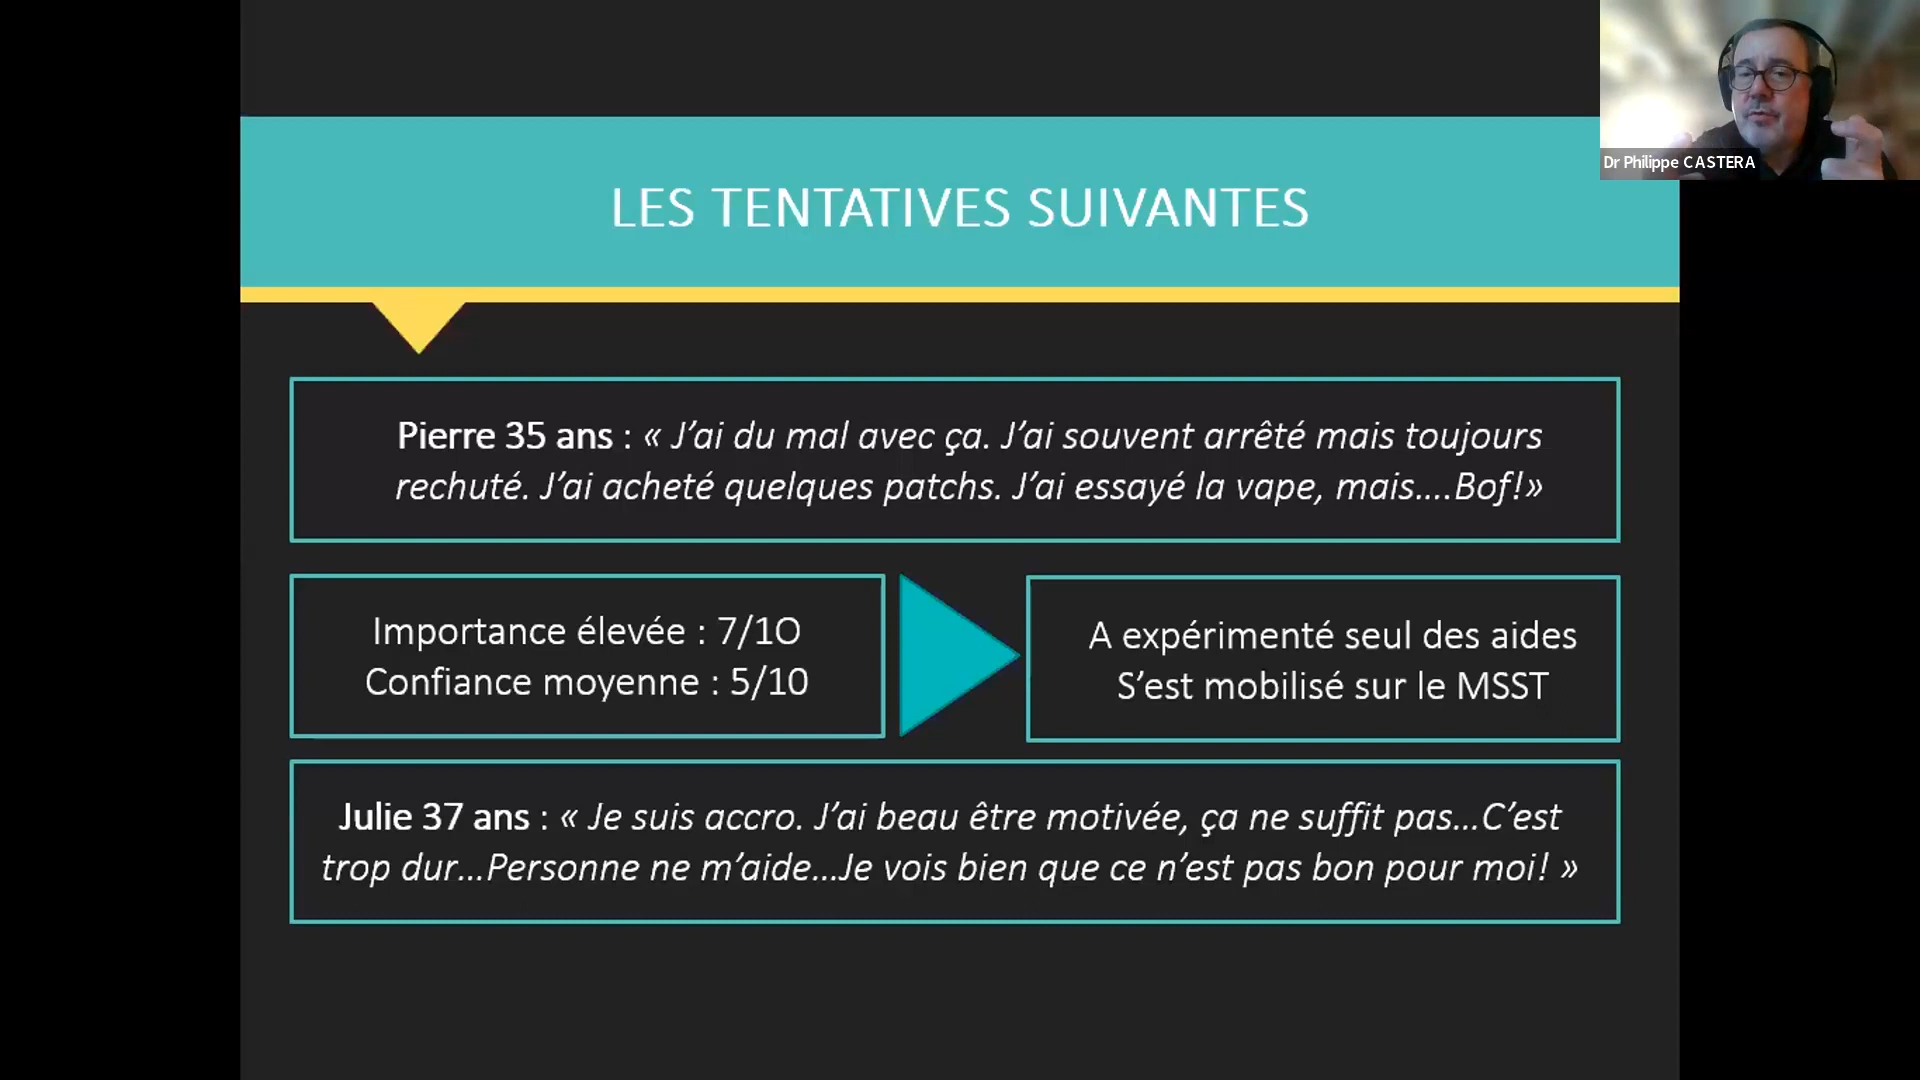 Dr Philippe CASTERA
LES TENTATIVES SUIVANTES
Pierre 35 ans : « J’ai du mal avec ça. J’ai souvent arrêté mais toujours
rechuté. J’ai acheté quelques patchs. J’ai essayé la vape, mais….Bof!»
Importance élevée : 7/1O
Confiance moyenne : 5/10
A expérimenté seul des aides
S’est mobilisé sur le MSST
Julie 37 ans : « Je suis accro. J’ai beau être motivée, ça ne suffit pas…C’est
trop dur…Personne ne m’aide…Je vois bien que ce n’est pas bon pour moi! »